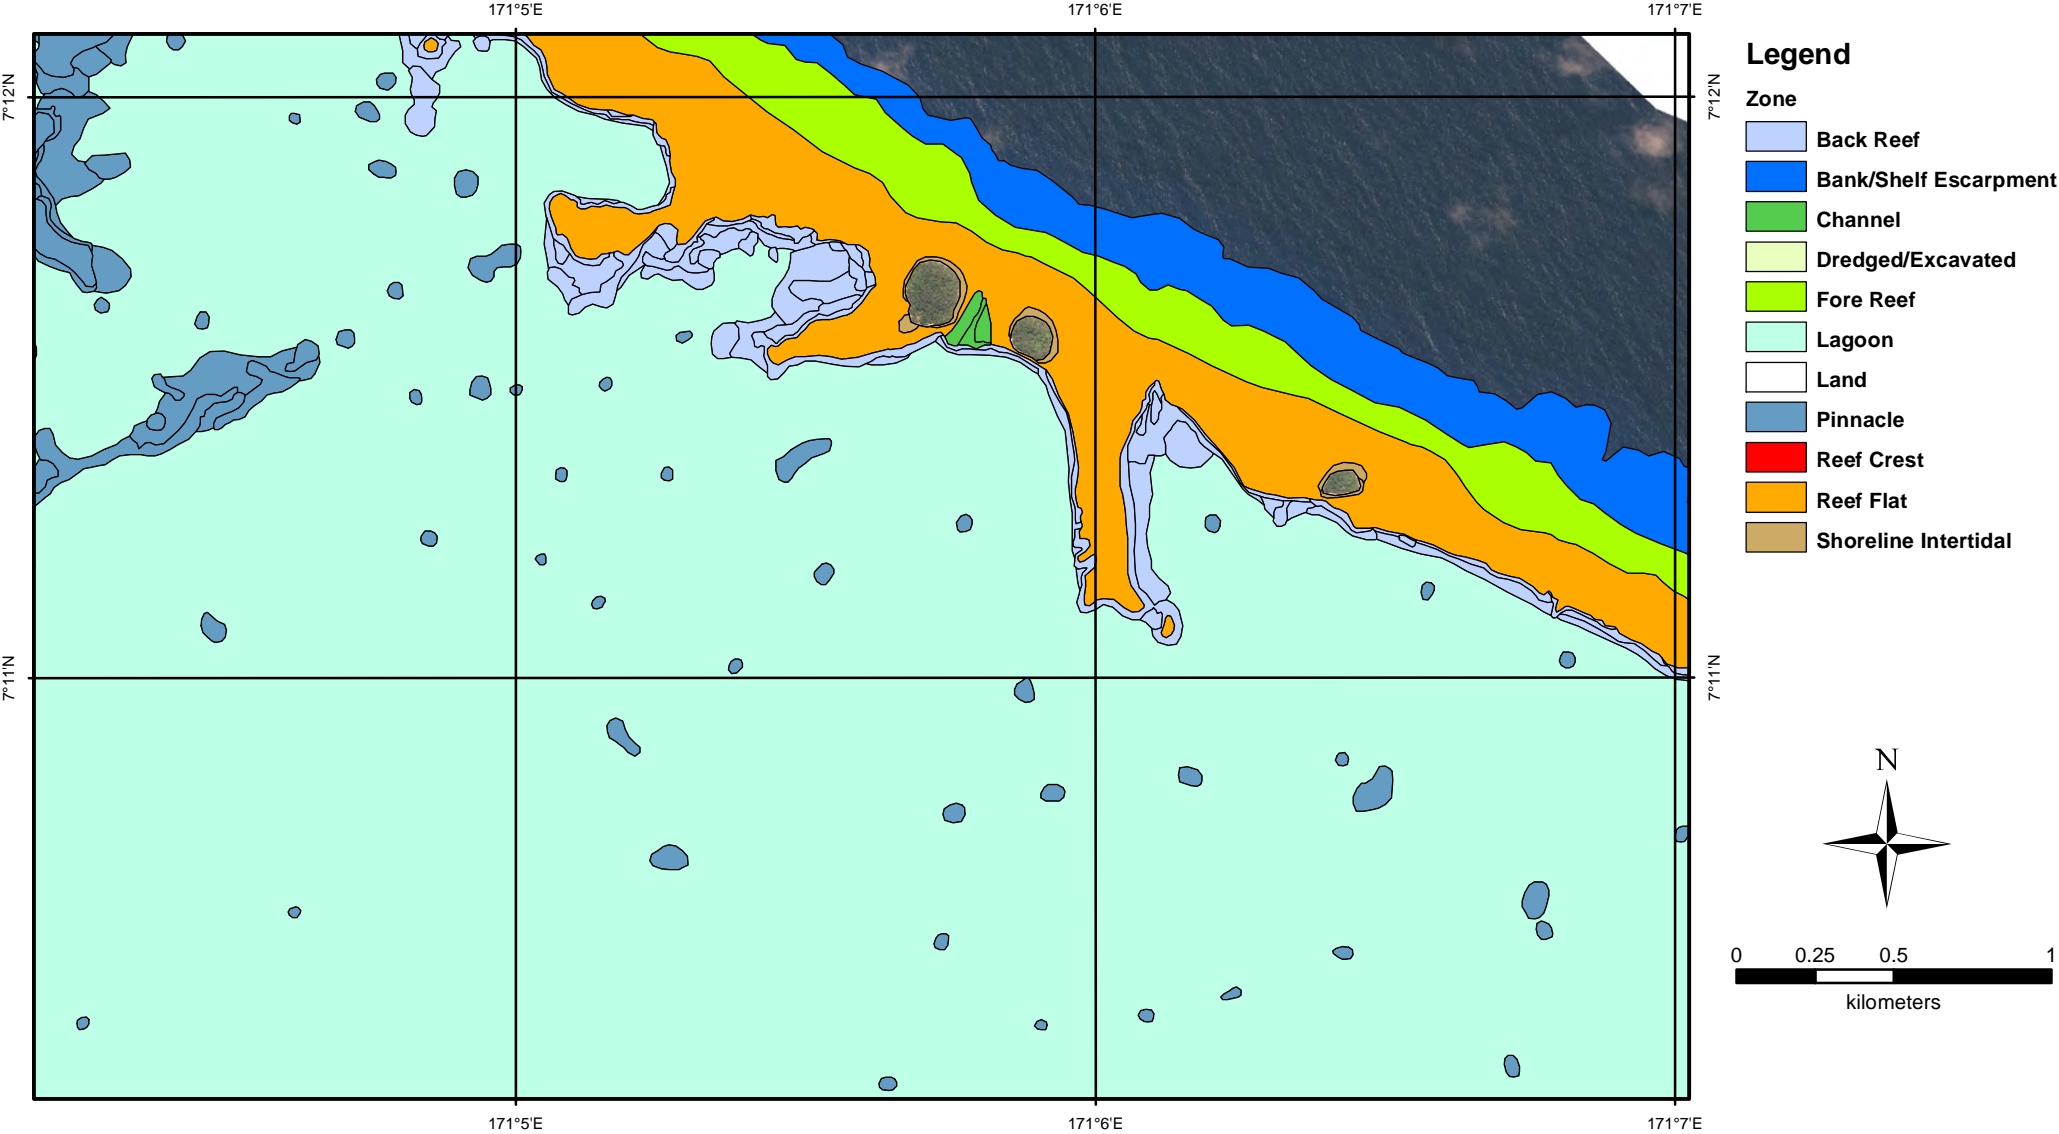 171°5'E 171°6'E 171°7'E
7°12'N 7°12'N
7°11'N 7°11'N
171°5'E 171°6'E 171°7'E
Legend
Zone
Back Reef
Bank/Shelf Escarpment
Channel
Dredged/Excavated
Fore Reef
Lagoon
Land
Pinnacle
Reef Crest
Reef Flat
Shoreline Intertidal
N
0 0.25 0.5 1
kilometers